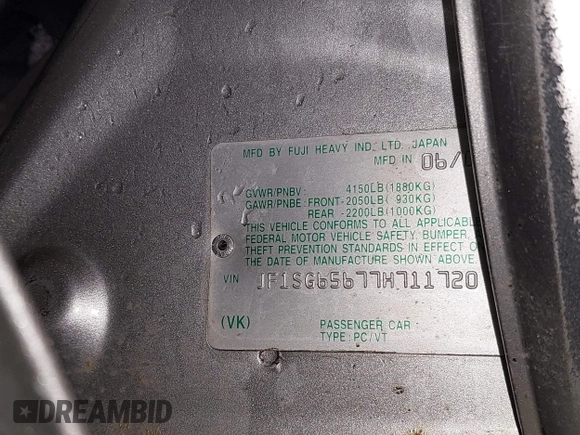 MFD BY FUJI HEAVY IND. LTD. JAPAN
MFD IN 06/
GVWR/PNBV: 4150LB(1880KG)
GAWR/PNBE: FRONT-2050LB( 930KG)
REAR -2200LB(1000KG)
THIS VEHICLE CONFORMS TO ALL APPLICABL
FEDERAL MOTOR VEHICLE SAFETY, BUMPER,
THEFT PREVENTION STANDARDS IN EFFECT O
THE DATE OF MANUFACTURE SHOWN ABOVE.
VIN JF1SG65677H711720
(VK) PASSENGER CAR
TYPE: PC/VT
DREAMBID